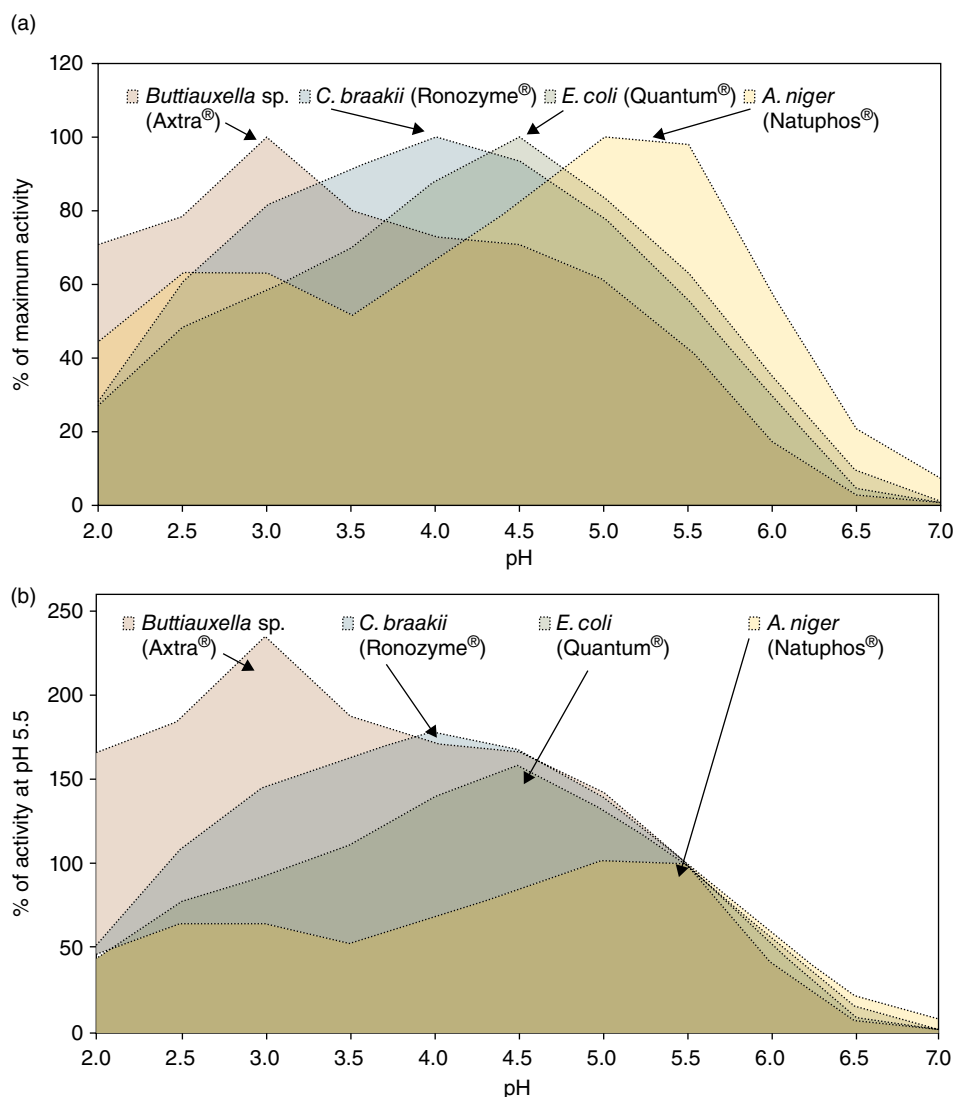 (a)
120
100
80
60
40
20
0
% of maximum activity
Buttiauxella sp. C. braakii (Ronozyme®) E. coli (Quantum®) A. niger
(Axtra®) (Natuphos®)
2.0 2.5 3.0 3.5 4.0 4.5 5.0 5.5 6.0 6.5 7.0
pH
(b)
250
200
150
100
50
0
% of activity at pH 5.5
Buttiauxella sp. C. braakii E. coli A. niger
(Axtra®) (Ronozyme®) (Quantum®) (Natuphos®)
2.0 2.5 3.0 3.5 4.0 4.5 5.0 5.5 6.0 6.5 7.0
pH